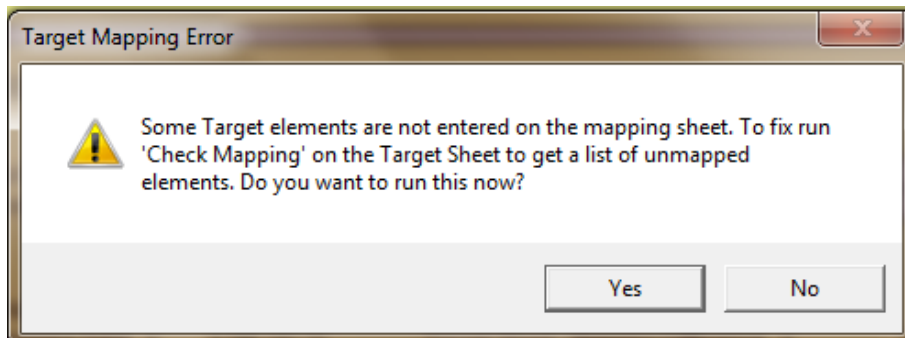 Target Mapping Error
Some Target elements are not entered on the mapping sheet. To fix run
'Check Mapping' on the Target Sheet to get a list of unmapped
elements. Do you want to run this now?
Yes No